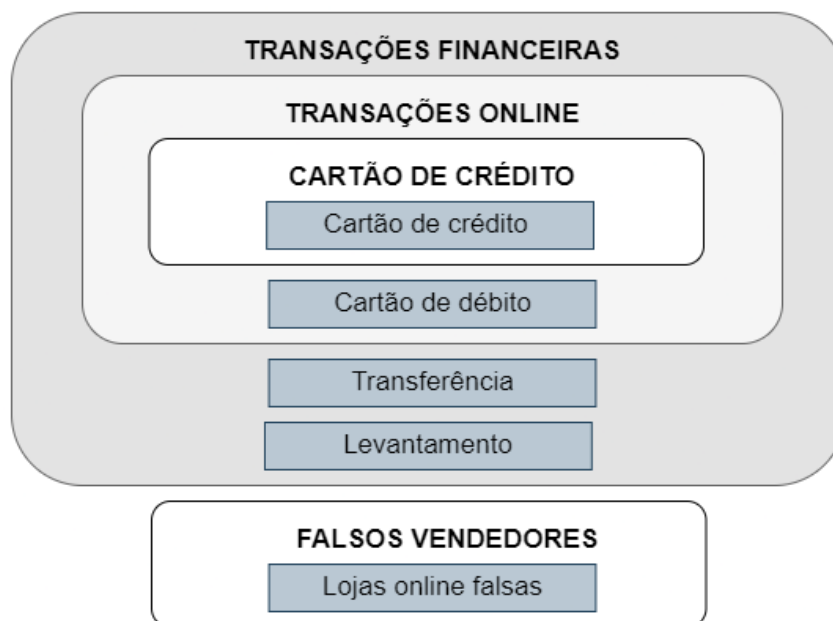 TRANSAÇÕES FINANCEIRAS
TRANSAÇÕES ONLINE
CARTÃO DE CRÉDITO
Cartão de crédito
Cartão de débito
Transferência
Levantamento
FALSOS VENDEDORES
Lojas online falsas